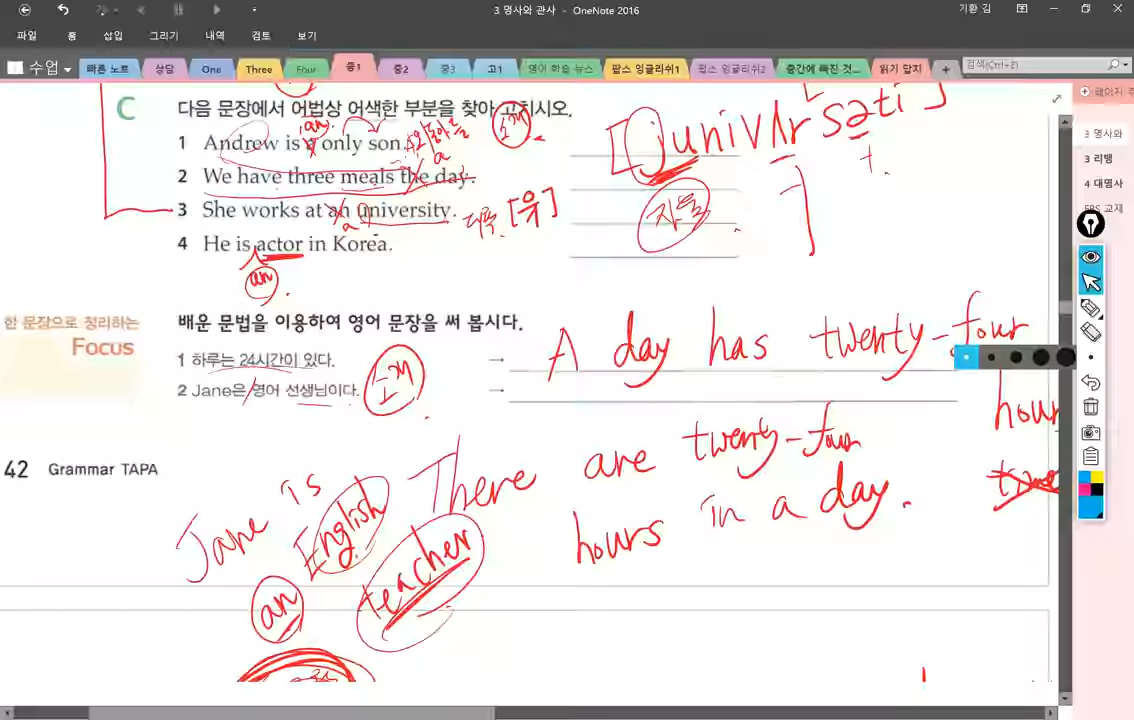 3 명사와 관사 - OneNote 2016
기환 김
파일 홈 삽입 그리기 내역 검토 보기
수업 빠른 노트 상담 One Three Four 중1 중2 중3 고1 영어 학습 뉴스 팝스 잉글리쉬1 팝스 잉글리쉬2 중간에 빠진 것... 읽기 답지 + 검색(Ctrl+E)
페이지 추
3 명사와
3 리뱅
4 대명사
EBS 교재
C 다음 문장에서 어법상 어색한 부분을 찾아 고치시오.
an
1 Andrew is a only son.
a
2 We have three meals the day.
3 She works at an university.
a
[유]
4 He is actor in Korea.
an
[junivʌrsəti]
자음
한 문장으로 정리하는
Focus
배운 문법을 이용하여 영어 문장을 써 봅시다.
1 하루는 24시간이 있다. →
A day has twenty-four
hour
time
2 Jane은 영어 선생님이다. →
소개
There are twenty-four
hours in a day.
Jane is
English
teacher
an
42 Grammar TAPA